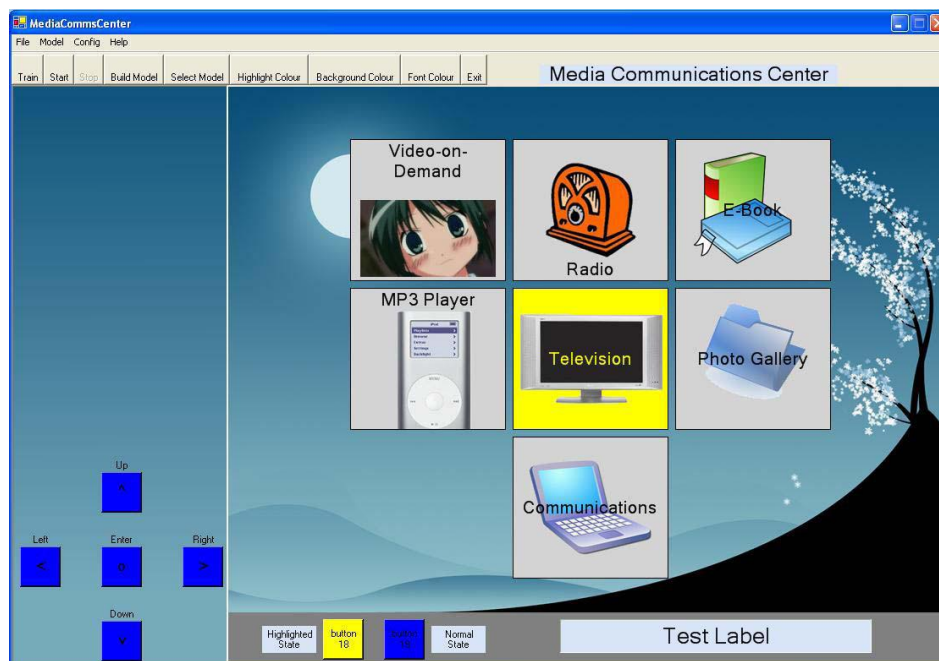 MediaCommsCenter
File Model Config Help
Train Start Stop Build Model Select Model Highlight Colour Background Colour Font Colour Exit Media Communications Center
Video-on-
Demand
Radio
E-Book
MP3 Player
Television
Photo Gallery
Communications
Up
^
Left Enter Right
< o >
Down
v
Highlighted
State
button
18
button
Normal
State
Test Label